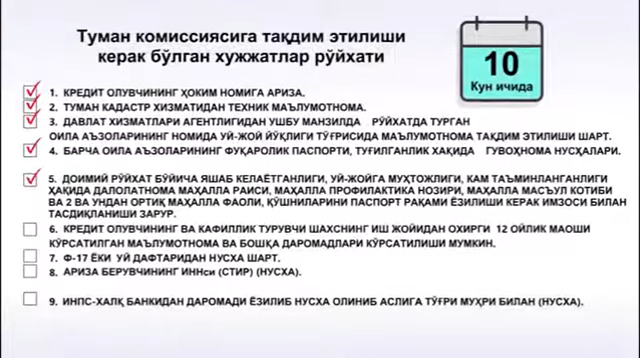 Туман комиссиясига тақдим этилиши
керак бўлган хужжатлар рўйхати
10
Кун ичида
1. КРЕДИТ ОЛУВЧИНИНГ ҲОКИМ НОМИГА АРИЗА.
2. ТУМАН КАДАСТР ХИЗМАТИДАН ТЕХНИК МАЪЛУМОТНОМА.
3. ДАВЛАТ ХИЗМАТЛАРИ АГЕНТЛИГИДАН УШБУ МАНЗИЛДА РЎЙХАТДА ТУРГАН
ОИЛА АЪЗОЛАРИНИНГ НОМИДА УЙ-ЖОЙ ЙЎҚЛИГИ ТЎҒРИСИДА МАЪЛУМОТНОМА ТАҚДИМ ЭТИЛИШИ ШАРТ.
4. БАРЧА ОИЛА АЪЗОЛАРИНИНГ ФУҚАРОЛИК ПАСПОРТИ, ТУҒИЛГАНЛИК ХАҚИДА ГУВОҲНОМА НУСҲАЛАРИ.
5. ДОИМИЙ РЎЙХАТ БЎЙИЧА ЯШАБ КЕЛАЁТГАНЛИГИ, УЙ-ЖОЙГА МУҲТОЖЛИГИ, КАМ ТАЪМИНЛАНГАНЛИГИ
ҲАҚИДА ДАЛОЛАТНОМА МАҲАЛЛА РАИСИ, МАҲАЛЛА ПРОФИЛАКТИКА НОЗИРИ, МАҲАЛЛА МАСЪУЛ КОТИБИ
ВА 2 ВА УНДАН ОРТИҚ МАҲАЛЛА ФАОЛИ, ҚЎШНИЛАРИНИ ПАСПОРТ РАҚАМИ ЁЗИЛИШИ КЕРАК ИМЗОСИ БИЛАН
ТАСДИҚЛАНИШИ ЗАРУР.
6. КРЕДИТ ОЛУВЧИНИНГ ВА КАФИЛЛИК ТУРУВЧИ ШАХСНИНГ ИШ ЖОЙИДАН ОХИРГИ 12 ОЙЛИК МАОШИ
КЎРСАТИЛГАН МАЪЛУМОТНОМА ВА БОШҚА ДАРОМАДЛАРИ КЎРСАТИЛИШИ МУМКИН.
7. Ф-17 ЁКИ УЙ ДАФТАРИДАН НУСХА ШАРТ.
8. АРИЗА БЕРУВЧИНИНГ ИННси (СТИР) (НУСХА).
9. ИНПС-ХАЛҚ БАНКИДАН ДАРОМАДИ ЁЗИЛИБ НУСХА ОЛИНИБ АСЛИГА ТЎҒРИ МУҲРИ БИЛАН (НУСХА).